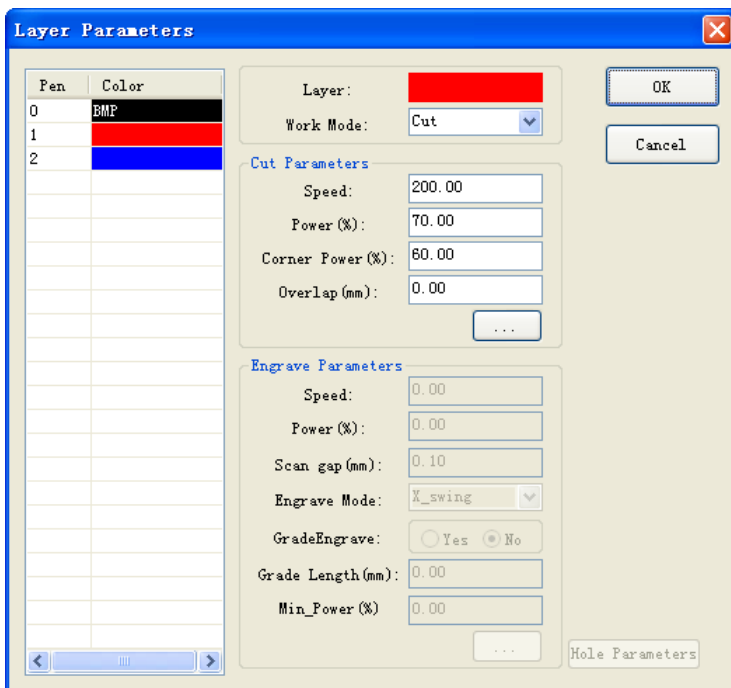 Layer Parameters
Pen Color
0 BMP
1
2
Layer:
Work Mode: Cut
OK
Cancel
Cut Parameters
Speed: 200.00
Power(%): 70.00
Corner Power(%): 60.00
Overlap(mm): 0.00
...
Engrave Parameters
Speed: 0.00
Power(%): 0.00
Scan gap(mm): 0.10
Engrave Mode: X_swing
GradeEngrave: Yes No
Grade Length(mm): 0.00
Min_Power(%) 0.00
...
Hole Parameters